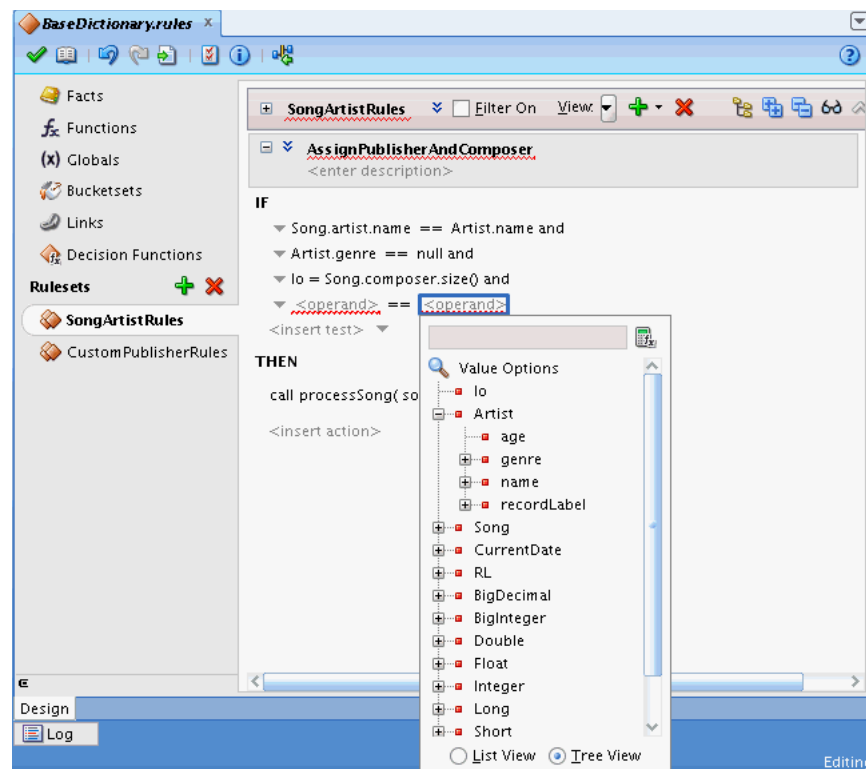 BaseDictionary.rules x
Facts
Functions
Globals
Bucketsets
Links
Decision Functions
Rulesets
SongArtistRules
CustomPublisherRules
SongArtistRules Filter On View:
AssignPublisherAndComposer
<enter description>
IF
Song.artist.name == Artist.name and
Artist.genre == null and
lo = Song.composer.size() and
<operand> == <operand>
<insert test>
THEN
call processSong( so
<insert action>
Value Options
lo
Artist
age
genre
name
recordLabel
Song
CurrentDate
RL
BigDecimal
BigInteger
Double
Float
Integer
Long
Short
List View Tree View
Design
Log
Editin